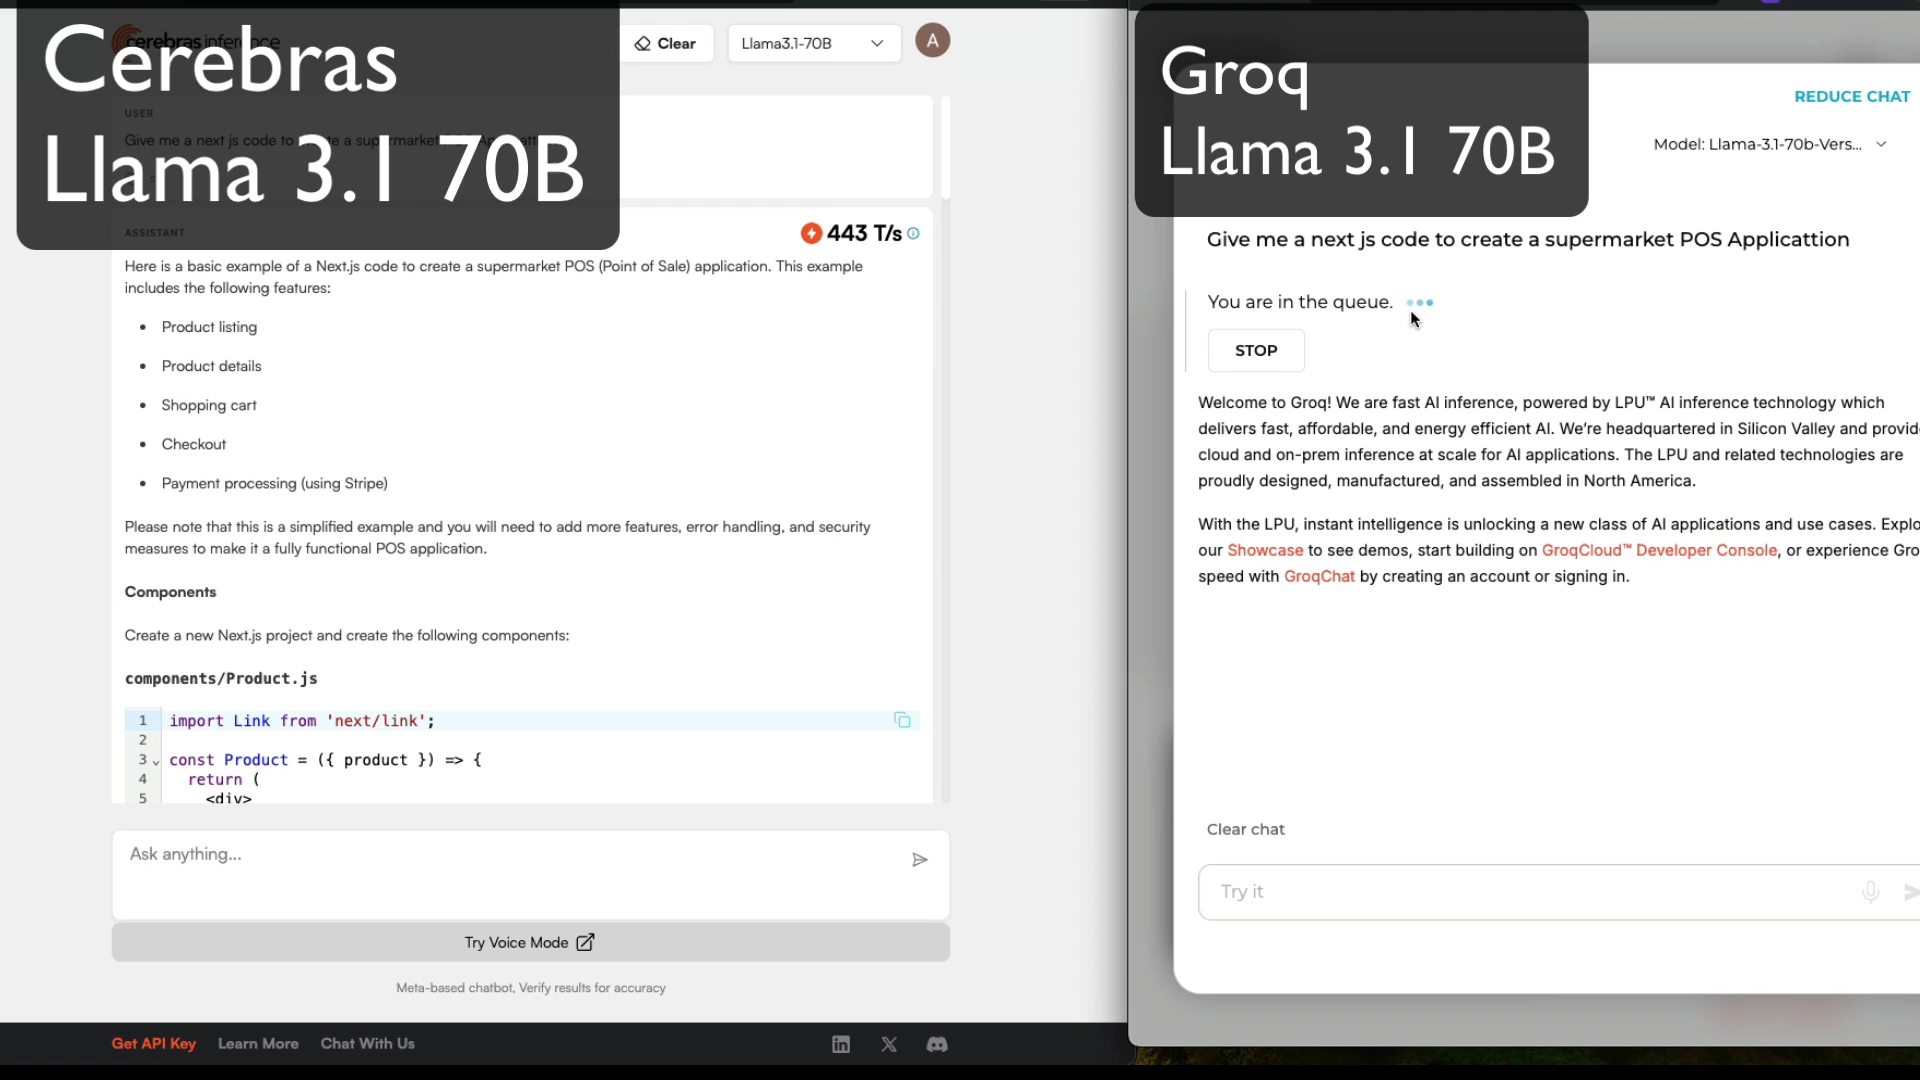 Cerebras
Llama 3.1 70B
cerebras inference
Clear
Llama3.1-70B
A
USER
Give me a next js code to create a supermarket POS Applicattion
ASSISTANT
443 T/s
Here is a basic example of a Next.js code to create a supermarket POS (Point of Sale) application. This example
includes the following features:
Product listing
Product details
Shopping cart
Checkout
Payment processing (using Stripe)
Please note that this is a simplified example and you will need to add more features, error handling, and security
measures to make it a fully functional POS application.
Components
Create a new Next.js project and create the following components:
components/Product.js
1 import Link from 'next/link';
2
3 const Product = ({ product }) => {
4 return (
5 <div>
Ask anything...
Try Voice Mode
Meta-based chatbot, Verify results for accuracy
Get API Key Learn More Chat With Us
Groq
Llama 3.1 70B
REDUCE CHAT
Model: Llama-3.1-70b-Vers...
Give me a next js code to create a supermarket POS Applicattion
You are in the queue.
STOP
Welcome to Groq! We are fast AI inference, powered by LPU™ AI inference technology which
delivers fast, affordable, and energy efficient AI. We're headquartered in Silicon Valley and provid
cloud and on-prem inference at scale for AI applications. The LPU and related technologies are
proudly designed, manufactured, and assembled in North America.
With the LPU, instant intelligence is unlocking a new class of AI applications and use cases. Explo
our Showcase to see demos, start building on GroqCloud™ Developer Console, or experience Gro
speed with GroqChat by creating an account or signing in.
Clear chat
Try it